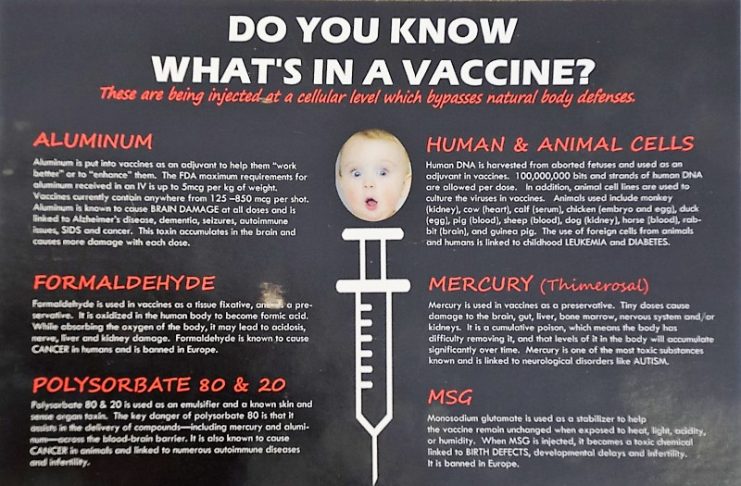 DO YOU KNOW
WHAT'S IN A VACCINE?
These are being injected at a cellular level which bypasses natural body defenses.
ALUMINUM
Aluminum is put into vaccines as an adjuvant to help them "work
better" or to "enhance" them. The FDA maximum requirements for
aluminum received in an IV is up to 5mcg per kg of weight.
Vaccines currently contain anywhere from 125 –850 mcg per shot.
Aluminum is known to cause BRAIN DAMAGE at all doses and is
linked to Alzheimer's disease, dementia, seizures, autoimmune
issues, SIDS and cancer. This toxin accumulates in the brain and
causes more damage with each dose.
FORMALDEHYDE
Formaldehyde is used in vaccines as a tissue fixative, and a pre-
servative. It is oxidized in the human body to become formic acid.
While absorbing the oxygen of the body, it may lead to acidosis,
nerve, liver and kidney damage. Formaldehyde is known to cause
CANCER in humans and is banned in Europe.
POLYSORBATE 80 & 20
Polysorbate 80 & 20 is used as an emulsifier and a known skin and
sense organ toxin. The key danger of polysorbate 80 is that it
assists in the delivery of compounds—including mercury and alumi-
num—across the blood-brain barrier. It is also known to cause
CANCER in animals and linked to numerous autoimmune diseases
and infertility.
HUMAN & ANIMAL CELLS
Human DNA is harvested from aborted fetuses and used as an
adjuvant in vaccines. 100,000,000 bits and strands of human DNA
are allowed per dose. In addition, animal cell lines are used to
culture the viruses in vaccines. Animals used include monkey
(kidney), cow (heart), calf (serum), chicken (embryo and egg), duck
(egg), pig (blood), sheep (blood), dog (kidney), horse (blood), rab-
bit (brain), and guinea pig. The use of foreign cells from animals
and humans is linked to childhood LEUKEMIA and DIABETES.
MERCURY (Thimerosal)
Mercury is used in vaccines as a preservative. Tiny doses cause
damage to the brain, gut, liver, bone marrow, nervous system and/or
kidneys. It is a cumulative poison, which means the body has
difficulty removing it, and that levels of it in the body will accumulate
significantly over time. Mercury is one of the most toxic substances
known and is linked to neurological disorders like AUTISM.
MSG
Monosodium glutamate is used as a stabilizer to help
the vaccine remain unchanged when exposed to heat, light, acidity,
or humidity. When MSG is injected, it becomes a toxic chemical
linked to BIRTH DEFECTS, developmental delays and infertility.
It is banned in Europe.